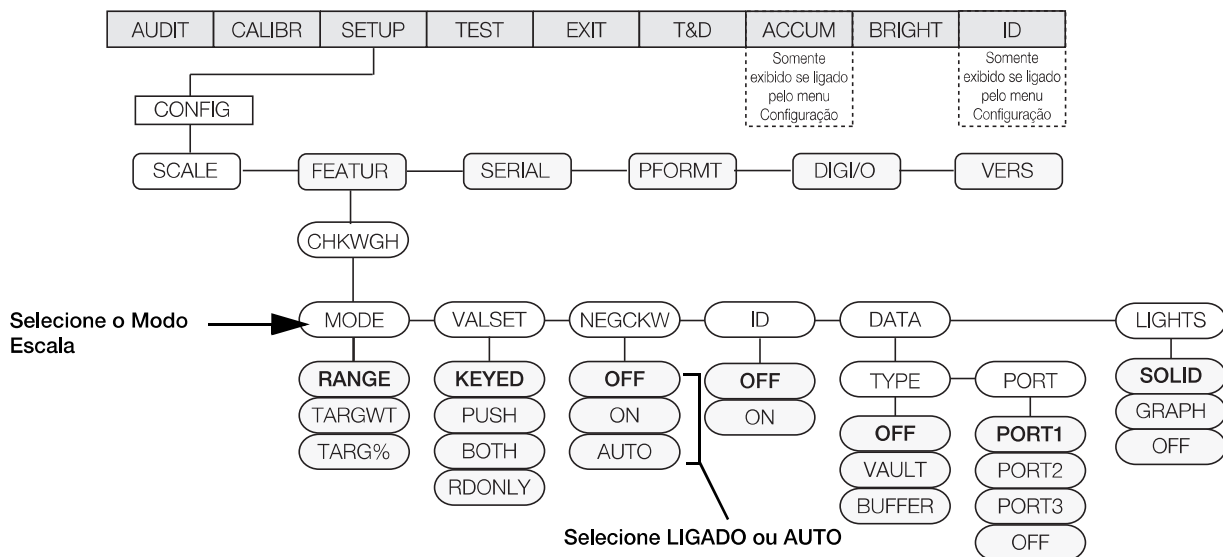 AUDIT CALIBR SETUP TEST EXIT T&D ACCUM BRIGHT ID
Somente
exibido se ligado
pelo menu
Configuração
Somente
exibido se ligado
pelo menu
Configuração
CONFIG
SCALE FEATUR SERIAL PFORMT DIGI/O VERS
CHKWGH
Selecione o Modo
Escala
MODE VALSET NEGCKW ID DATA LIGHTS
RANGE
TARGWT
TARG%
KEYED
PUSH
BOTH
RDONLY
OFF
ON
AUTO
OFF
ON
TYPE PORT
OFF
VAULT
BUFFER
PORT1
PORT2
PORT3
OFF
SOLID
GRAPH
OFF
Selecione LIGADO ou AUTO